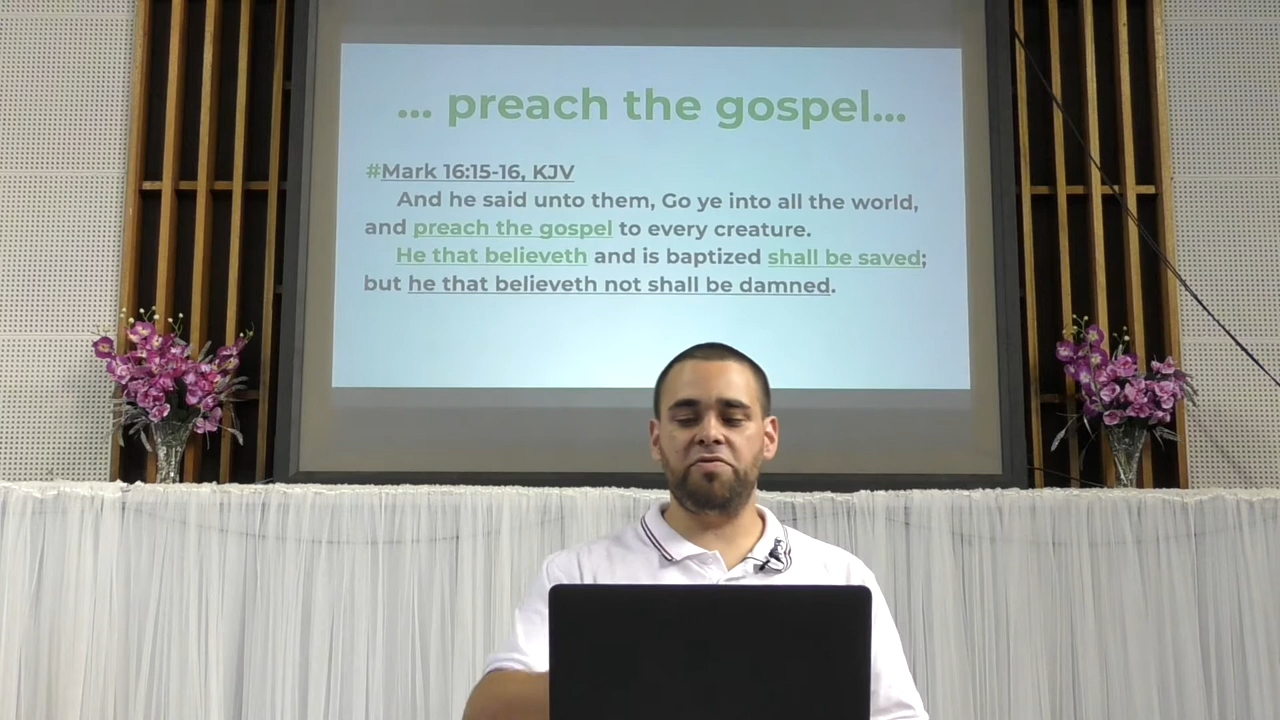 ... preach the gospel...
#Mark 16:15-16, KJV
And he said unto them, Go ye into all the world,
and preach the gospel to every creature.
He that believeth and is baptized shall be saved;
but he that believeth not shall be damned.